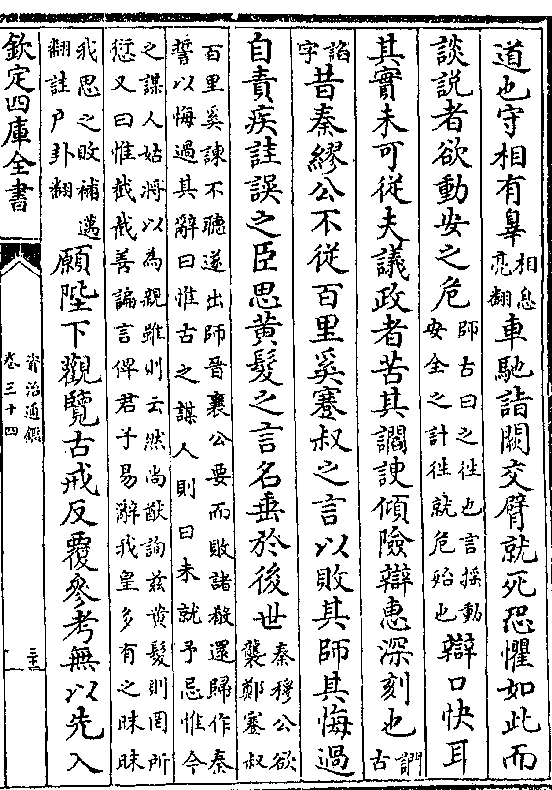 道也守相有辠相息亮翻車馳詣闕交臂就死恐懼如此而
談說者欲動安之危師古曰之往也言揺動安全之計往就危殆也辯口快耳
其實未可從夫議政者苦其讇諛傾險辯惠深刻也讇古
諂字昔秦繆公不從百里奚蹇叔之言以敗其師其悔過
自責疾詿誤之臣思黄髮之言名垂於後世秦穆公欲襲鄭蹇叔
百里奚諫不聽遂出師晉襄公要而敗諸殽還歸作秦
誓以悔過其辭曰惟古之謀人則曰未就予忌惟今
之謀人姑將以為親雖則云然尚猷詢兹黄髮則罔所
愆又曰惟截截善諞言俾君子易辭我皇多有之昧昧
我思之敗補邁翻詿戸卦翻願陛下觀覽古戒反覆參考無以先入
欽定四庫全書
資治通鑑
卷三十四